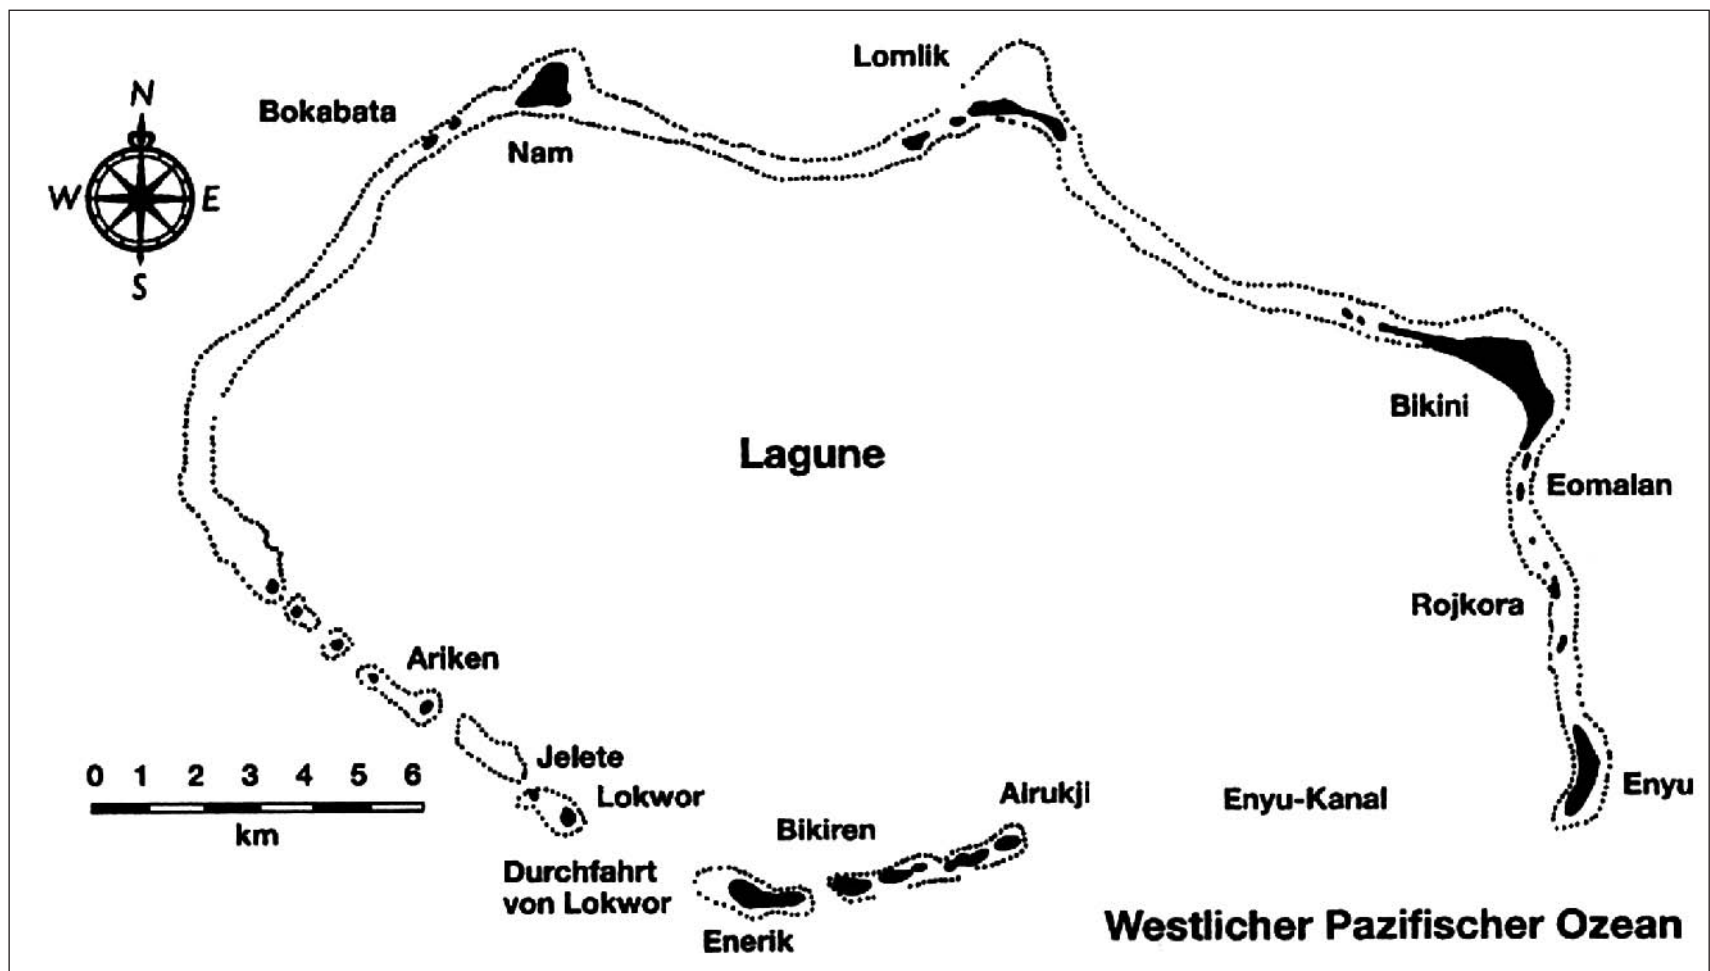 Lomlik
N
Bokabata
Nam
W
E
S
Bikini
Lagune
Eomalan
Rojkora
Ariken
Jelete
0 1 2 3 4 5 6
km
Lokwor
Airukji
Enyu-Kanal
Enyu
Bikiren
Durchfahrt
von Lokwor
Enerik
Westlicher Pazifischer Ozean